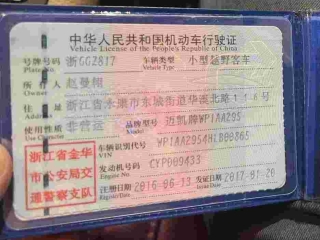 中华人民共和国机动车行驶证
Vehicle License of the People's Republic of China
号牌号码 浙GGZ817 车辆类型 小型越野客车
Plate No. Vehicle Type
所有人 赵曼栩
Owner
住址 浙江省永康市东城街道华溪北路116号
Address
使用性质 非营运 品牌型号 迈凯牌WP1AA295
Use Character Model
浙江省金华 车辆识别代号
市公安局交 VIN
通警察支队 发动机号码 CYP009433
Engine No.
注册日期 2016-06-13 发证日期 2017-01-20
Register Date Issue Date